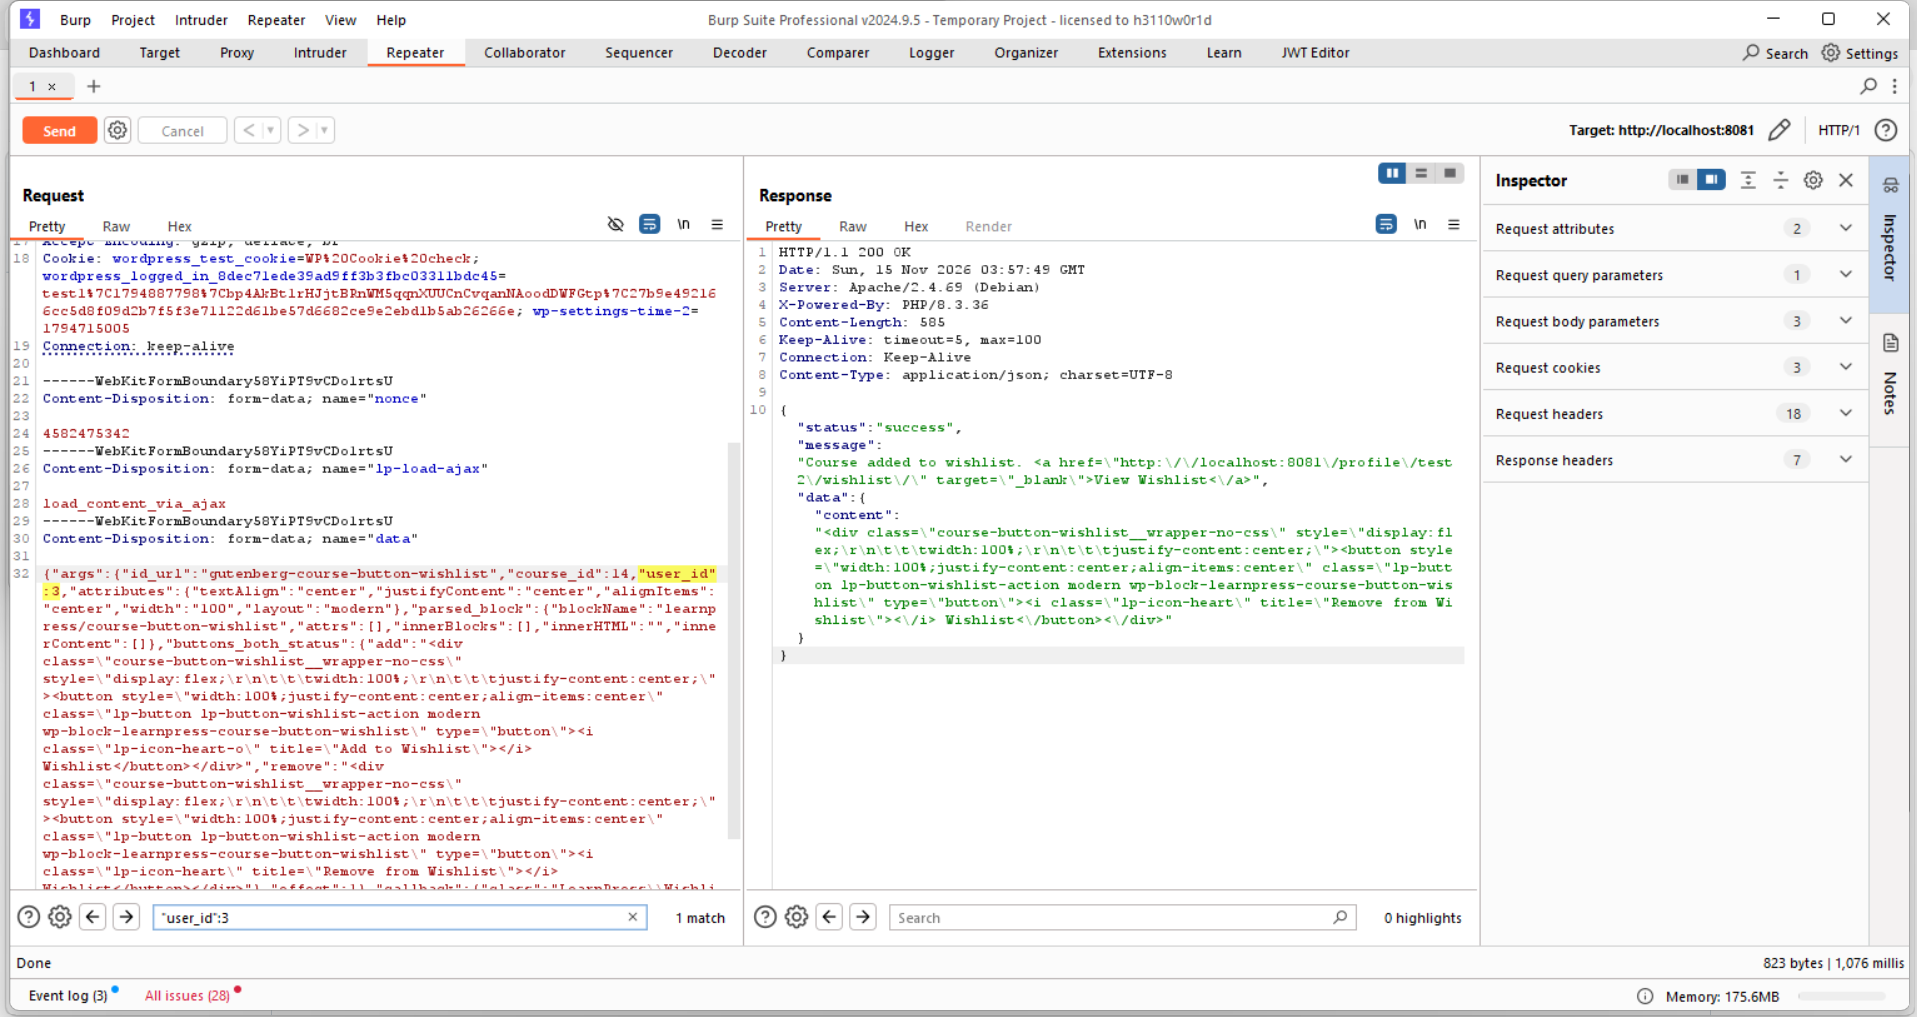 Burp Project Intruder Repeater View Help
Burp Suite Professional v2024.9.5 - Temporary Project - licensed to h3110w0r1d
Dashboard Target Proxy Intruder Repeater Collaborator Sequencer Decoder Comparer Logger Organizer Extensions Learn JWT Editor
Search Settings
1 × +
Send Cancel < >
Target: http://localhost:8081 HTTP/1
Request
Pretty Raw Hex
\n
17 Accept-Encoding: gzip, deflate, br
18 Cookie: wordpress_test_cookie=WP%20Cookie%20check;
wordpress_logged_in_8dec71ede39ad9ff3b3fbc03311bdc45=
test1%7C1794887798%7Cbp4AkBt1rHJjtBRnWM5qqnXUUCnCvqanNAoodDWFGtp%7C27b9e49216
6cc5d8f09d2b7f5f3e71122d61be57d6682ce9e2ebd1b5ab26266e; wp-settings-time-2=
1794715005
19 Connection: keep-alive
20
21 ------WebKitFormBoundary58YiPT9vCDo1rtsU
22 Content-Disposition: form-data; name="nonce"
23
24 4582475342
25 ------WebKitFormBoundary58YiPT9vCDo1rtsU
26 Content-Disposition: form-data; name="lp-load-ajax"
27
28 load_content_via_ajax
29 ------WebKitFormBoundary58YiPT9vCDo1rtsU
30 Content-Disposition: form-data; name="data"
31
32 {"args":{"id_url":"gutenberg-course-button-wishlist","course_id":14,"user_id"
:3,"attributes":{"textAlign":"center","justifyContent":"center","alignItems":
"center","width":"100","layout":"modern"},"parsed_block":{"blockName":"learnp
ress/course-button-wishlist","attrs":[],"innerBlocks":[],"innerHTML":"","inne
rContent":[]},"buttons_both_status":{"add":"<div
class=\"course-button-wishlist__wrapper-no-css\"
style=\"display:flex;\r\n\t\t\twidth:100%;\r\n\t\t\tjustify-content:center;\"
><button style=\"width:100%;justify-content:center;align-items:center\"
class=\"lp-button lp-button-wishlist-action modern
wp-block-learnpress-course-button-wishlist\" type=\"button\"><i
class=\"lp-icon-heart-o\" title=\"Add to Wishlist\"></i>
Wishlist</button></div>","remove":"<div
class=\"course-button-wishlist__wrapper-no-css\"
style=\"display:flex;\r\n\t\t\twidth:100%;\r\n\t\t\tjustify-content:center;\"
><button style=\"width:100%;justify-content:center;align-items:center\"
class=\"lp-button lp-button-wishlist-action modern
wp-block-learnpress-course-button-wishlist\" type=\"button\"><i
class=\"lp-icon-heart\" title=\"Remove from Wishlist\"></i>
Wishlist</button></div>"},"effect":1},"callback":{"class":"LearnPress\\Wishli
"user_id":3 × 1 match
Response
Pretty Raw Hex Render
\n
1 HTTP/1.1 200 OK
2 Date: Sun, 15 Nov 2026 03:57:49 GMT
3 Server: Apache/2.4.69 (Debian)
4 X-Powered-By: PHP/8.3.36
5 Content-Length: 585
6 Keep-Alive: timeout=5, max=100
7 Connection: Keep-Alive
8 Content-Type: application/json; charset=UTF-8
9
10 {
"status":"success",
"message":
"Course added to wishlist. <a href=\"http:\/\/localhost:8081\/profile\/test
2\/wishlist\/\" target=\"_blank\">View Wishlist<\/a>",
"data":{
"content":
"<div class=\"course-button-wishlist__wrapper-no-css\" style=\"display:fl
ex;\r\n\t\t\twidth:100%;\r\n\t\t\tjustify-content:center;\"><button style
=\"width:100%;justify-content:center;align-items:center\" class=\"lp-butt
on lp-button-wishlist-action modern wp-block-learnpress-course-button-wis
hlist\" type=\"button\"><i class=\"lp-icon-heart\" title=\"Remove from Wi
shlist\"><\/i> Wishlist<\/button><\/div>"
}
}
Search 0 highlights
Inspector
Request attributes 2
Request query parameters 1
Request body parameters 3
Request cookies 3
Request headers 18
Response headers 7
Inspector
Notes
Done
823 bytes | 1,076 millis
Event log (3) All issues (28)
Memory: 175.6MB